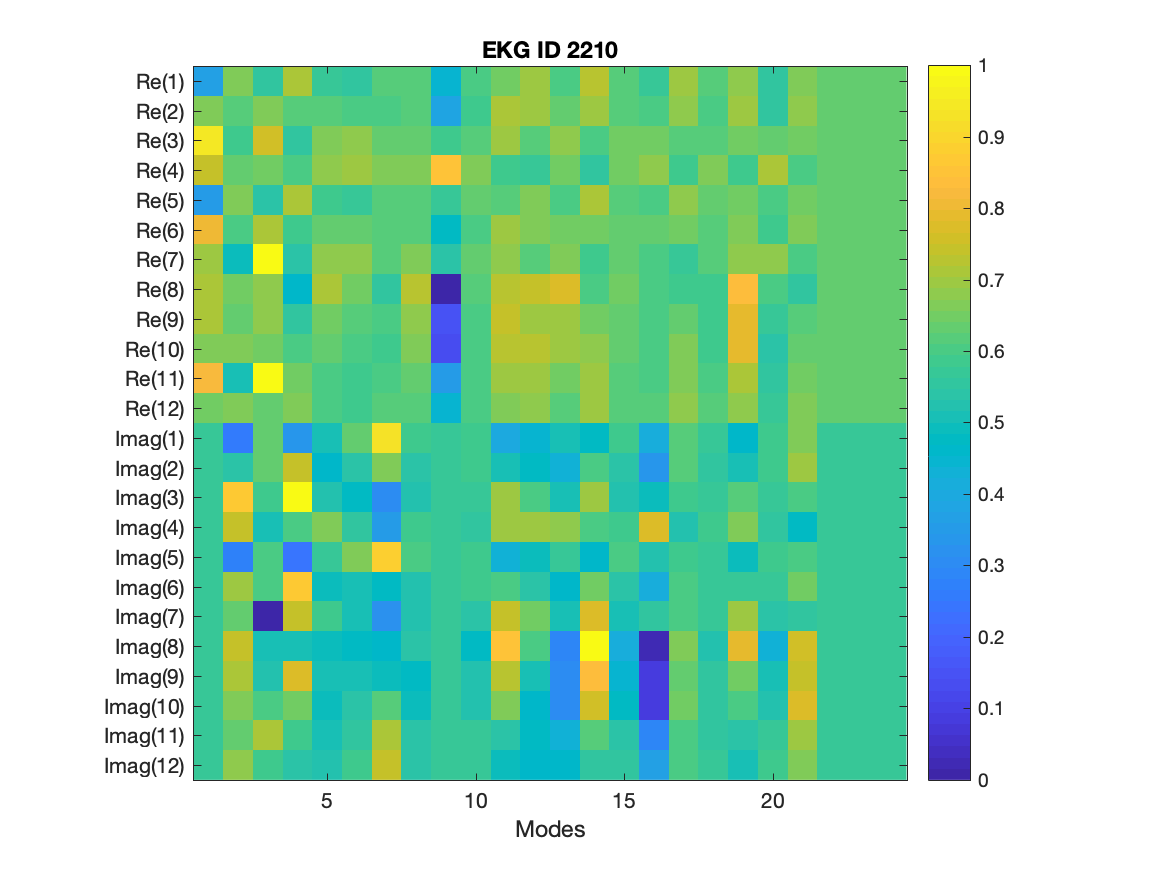 EKG ID 2210
Re(1)
Re(2)
Re(3)
Re(4)
Re(5)
Re(6)
Re(7)
Re(8)
Re(9)
Re(10)
Re(11)
Re(12)
Imag(1)
Imag(2)
Imag(3)
Imag(4)
Imag(5)
Imag(6)
Imag(7)
Imag(8)
Imag(9)
Imag(10)
Imag(11)
Imag(12)
5 10 15 20
Modes
1
0.9
0.8
0.7
0.6
0.5
0.4
0.3
0.2
0.1
0